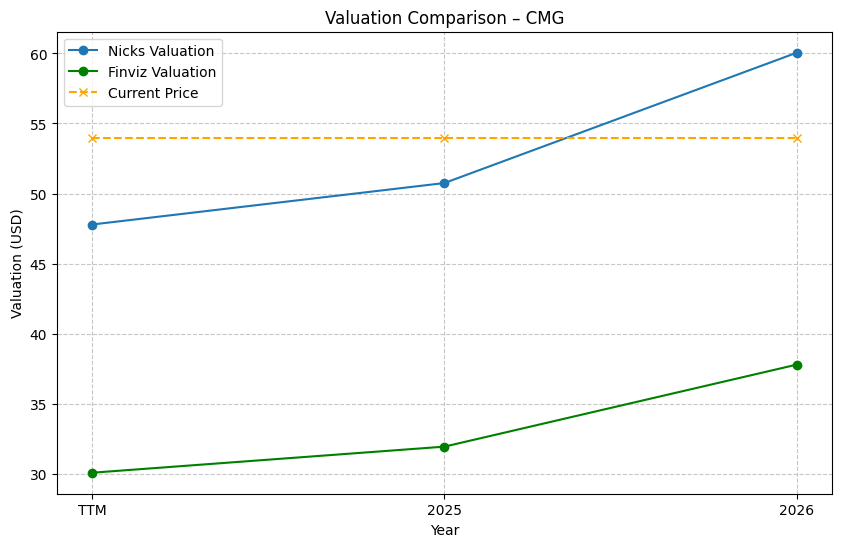 Valuation Comparison – CMG
Nicks Valuation
Finviz Valuation
Current Price
Valuation (USD)
60
55
50
45
40
35
30
TTM
2025
2026
Year